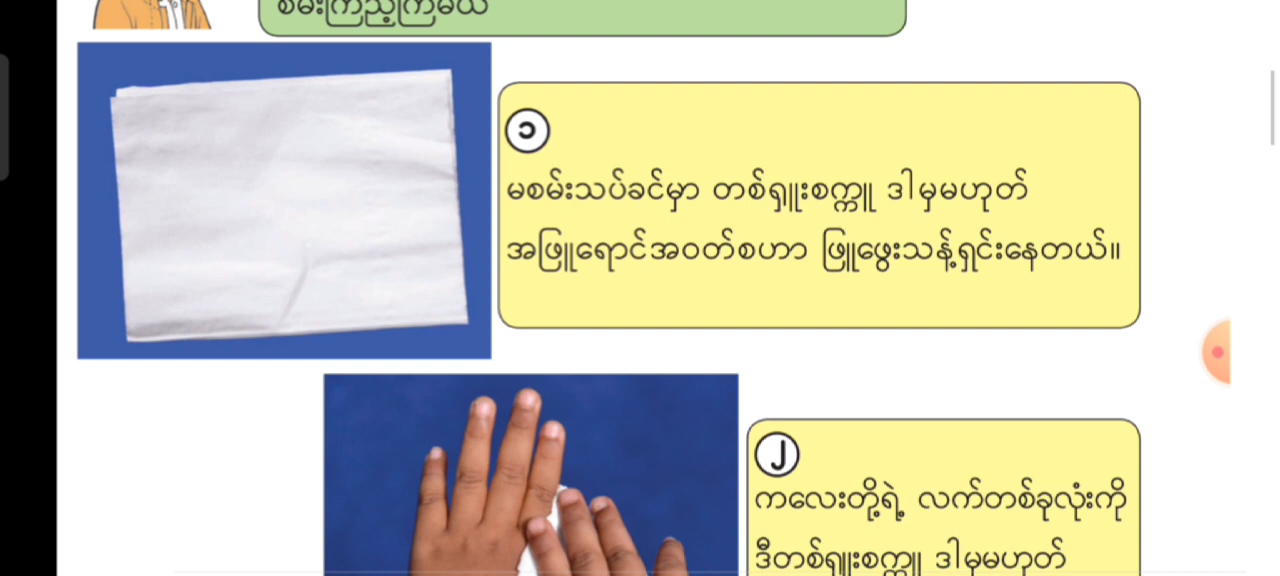 စမ်းကြည့်ကြမယ်
၁
မစမ်းသပ်ခင်မှာ တစ်ရှူးစက္ကူ ဒါမှမဟုတ်
အဖြူရောင်အဝတ်စဟာ ဖြူဖွေးသန့်ရှင်းနေတယ်။
၂
ကလေးတို့ရဲ့ လက်တစ်ခုလုံးကို
ဒီတစ်ရှူးစက္ကူ ဒါမှမဟုတ်